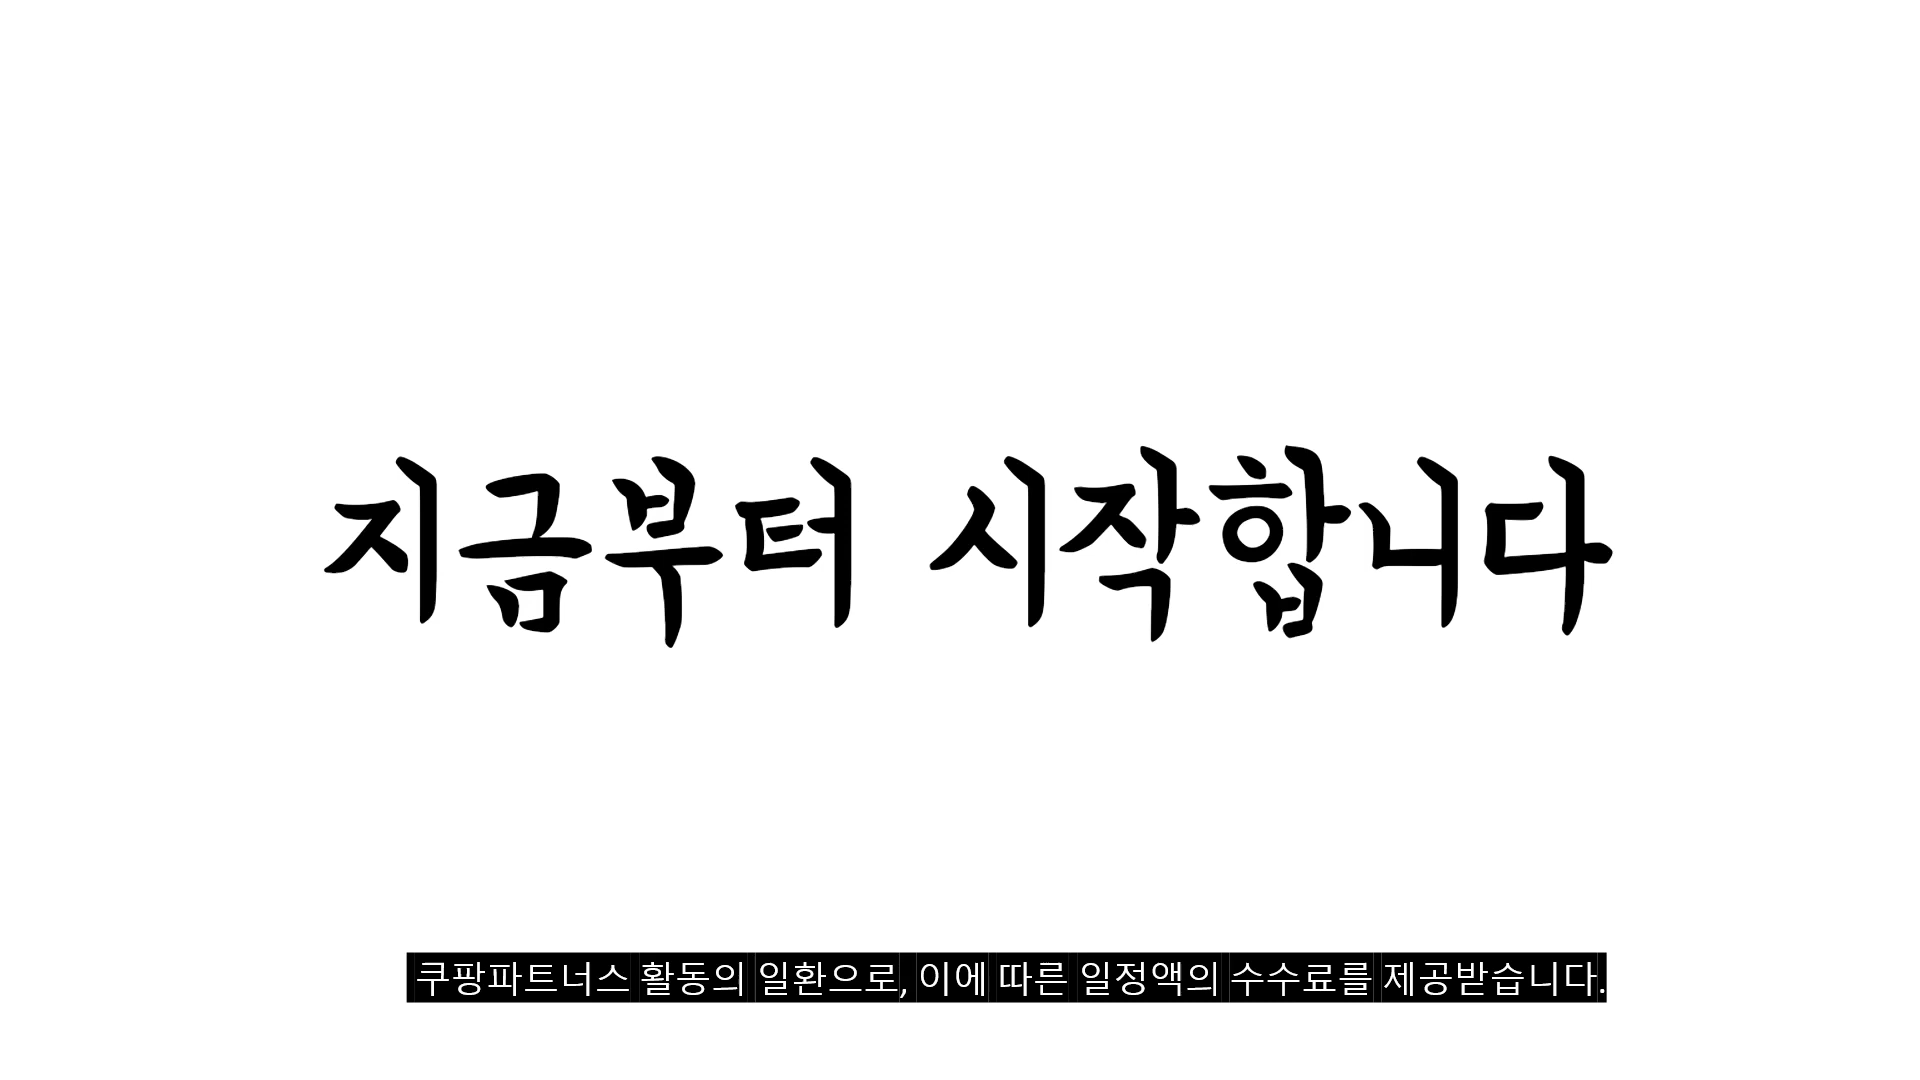 지금부터 시작합니다
쿠팡파트너스 활동의 일환으로, 이에 따른 일정액의 수수료를 제공받습니다.